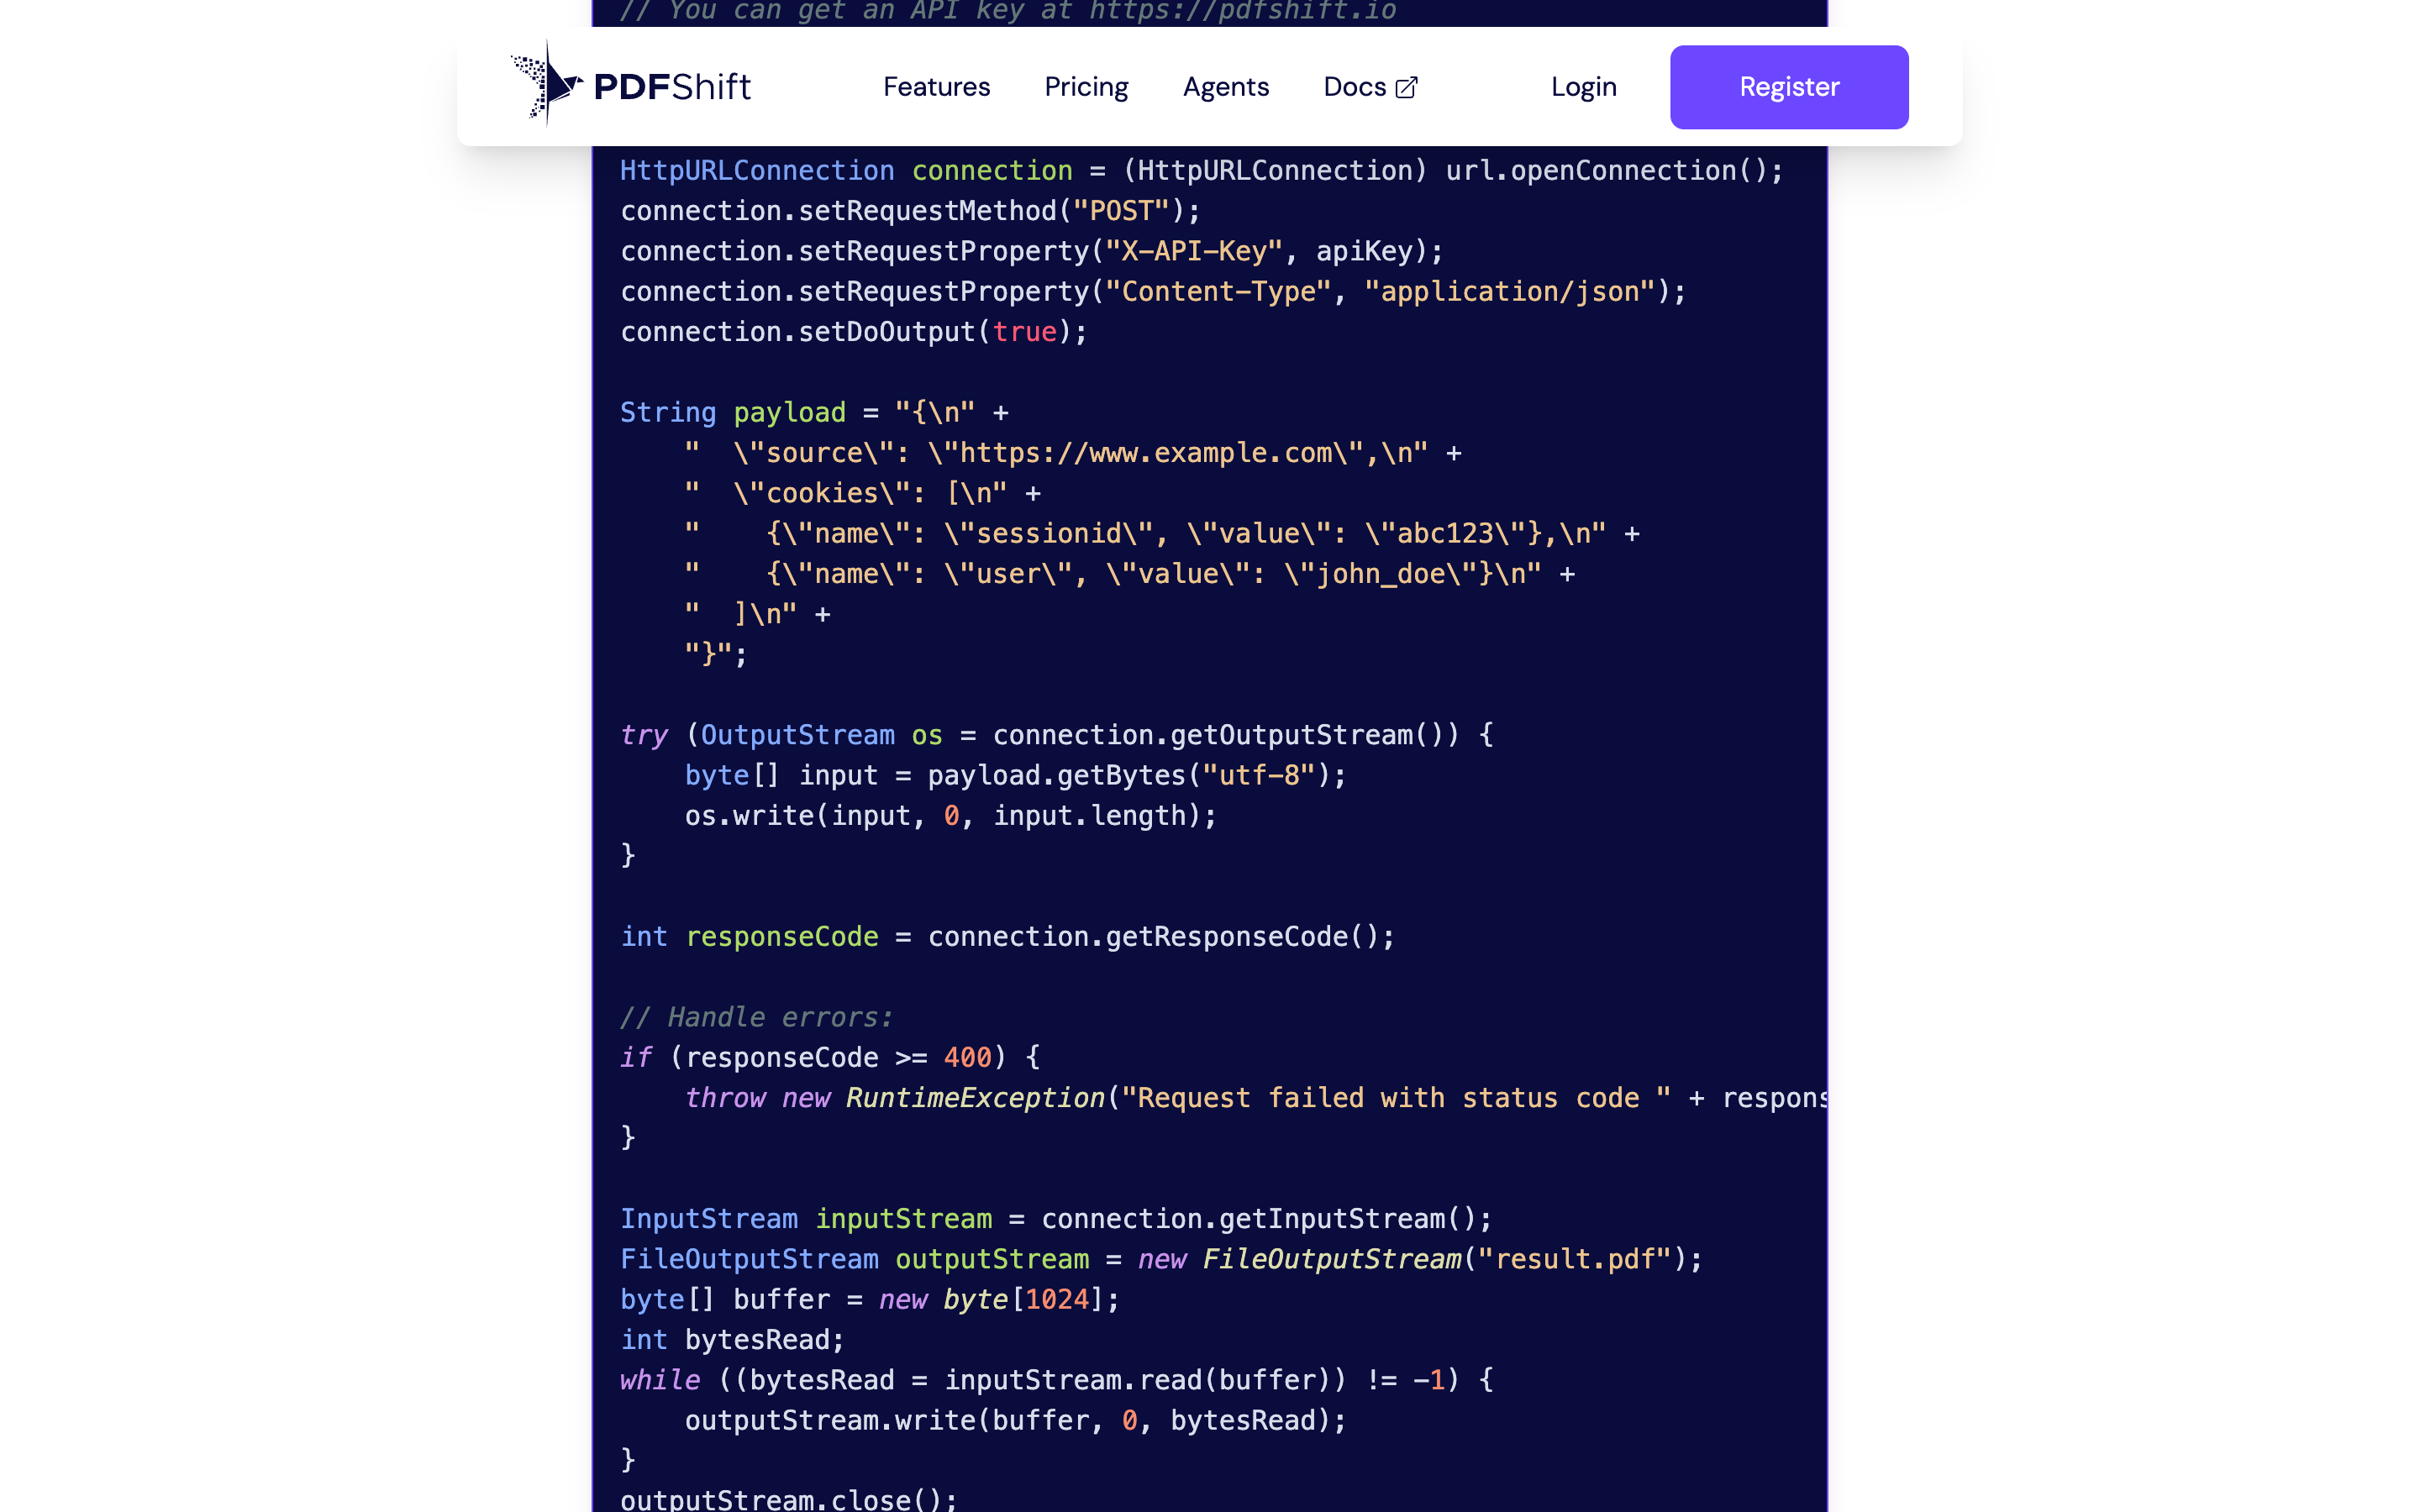 // You can get an API key at https://pdfshift.io
PDFShift Features Pricing Agents Docs Login Register
HttpURLConnection connection = (HttpURLConnection) url.openConnection();
connection.setRequestMethod("POST");
connection.setRequestProperty("X-API-Key", apiKey);
connection.setRequestProperty("Content-Type", "application/json");
connection.setDoOutput(true);
String payload = "{\n" +
    "  \"source\": \"https://www.example.com\",\n" +
    "  \"cookies\": [\n" +
    "    {\"name\": \"sessionid\", \"value\": \"abc123\"},\n" +
    "    {\"name\": \"user\", \"value\": \"john_doe\"}\n" +
    "  ]\n" +
    "}";
try (OutputStream os = connection.getOutputStream()) {
    byte[] input = payload.getBytes("utf-8");
    os.write(input, 0, input.length);
}
int responseCode = connection.getResponseCode();
// Handle errors:
if (responseCode >= 400) {
    throw new RuntimeException("Request failed with status code " + respons
}
InputStream inputStream = connection.getInputStream();
FileOutputStream outputStream = new FileOutputStream("result.pdf");
byte[] buffer = new byte[1024];
int bytesRead;
while ((bytesRead = inputStream.read(buffer)) != -1) {
    outputStream.write(buffer, 0, bytesRead);
}
outputStream.close();